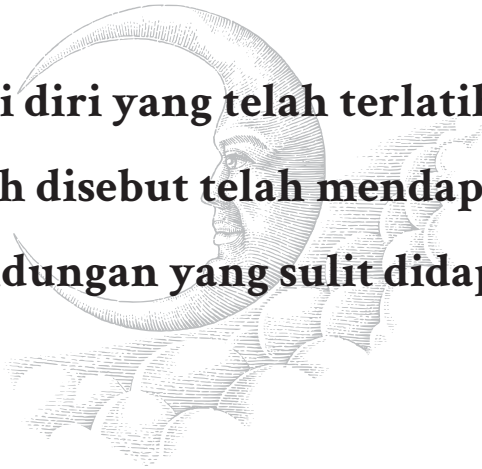 i diri yang telah terlatih
h disebut telah mendap
dungan yang sulit didap